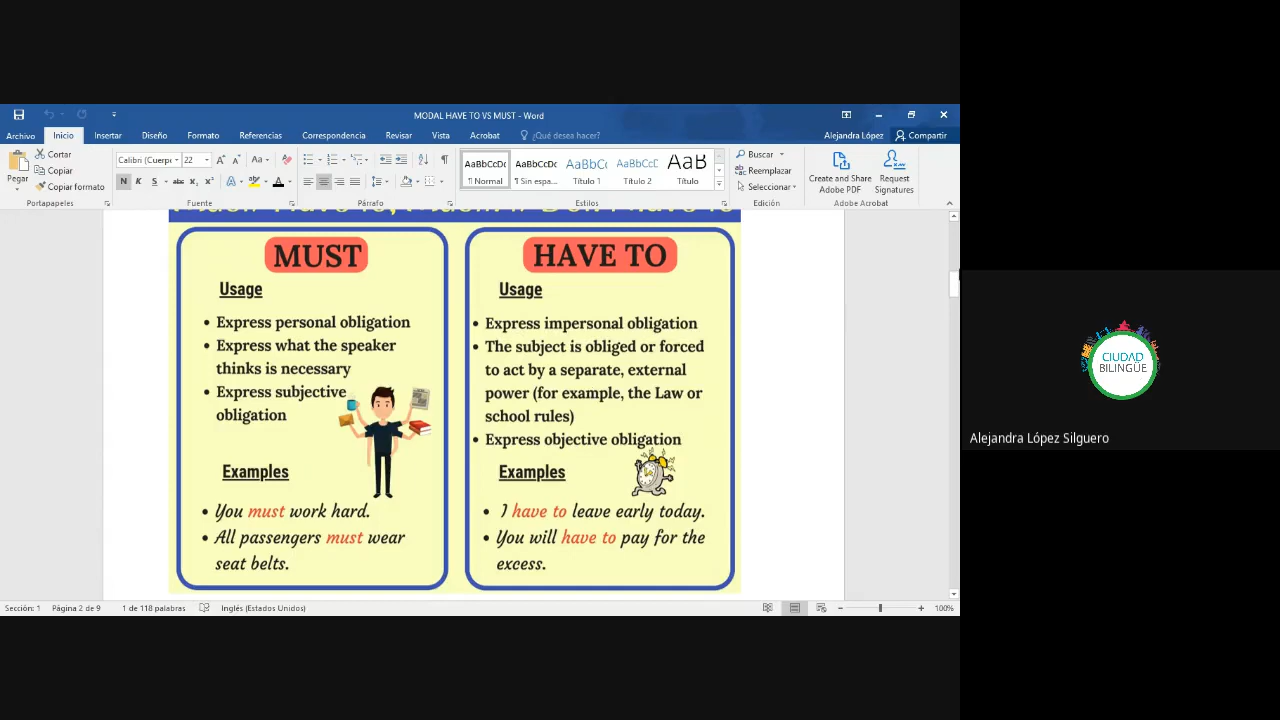 MODAL HAVE TO VS MUST - Word
Archivo Inicio Insertar Diseño Formato Referencias Correspondencia Revisar Vista Acrobat ¿Qué desea hacer? Alejandra López Compartir
Pegar
Cortar
Copiar
Copiar formato
Portapapeles
Calibri (Cuerp 22
A A Aa
N K S abc x₂ x² A A
Fuente
Párrafo
AaBbCcDc AaBbCcDc AaBbCc AaBbCcD AaB
¶ Normal ¶ Sin espa... Título 1 Título 2 Título
Estilos
Buscar
Reemplazar
Seleccionar
Edición
Create and Share
Adobe PDF
Request
Signatures
Adobe Acrobat
MUST
Usage
• Express personal obligation
• Express what the speaker
thinks is necessary
• Express subjective
obligation
Examples
• You must work hard.
• All passengers must wear
seat belts.
HAVE TO
Usage
• Express impersonal obligation
• The subject is obliged or forced
to act by a separate, external
power (for example, the Law or
school rules)
• Express objective obligation
Examples
• I have to leave early today.
• You will have to pay for the
excess.
Sección: 1 Página 2 de 9 1 de 118 palabras Inglés (Estados Unidos) 100%
CIUDAD
BILINGÜE
Alejandra López Silguero